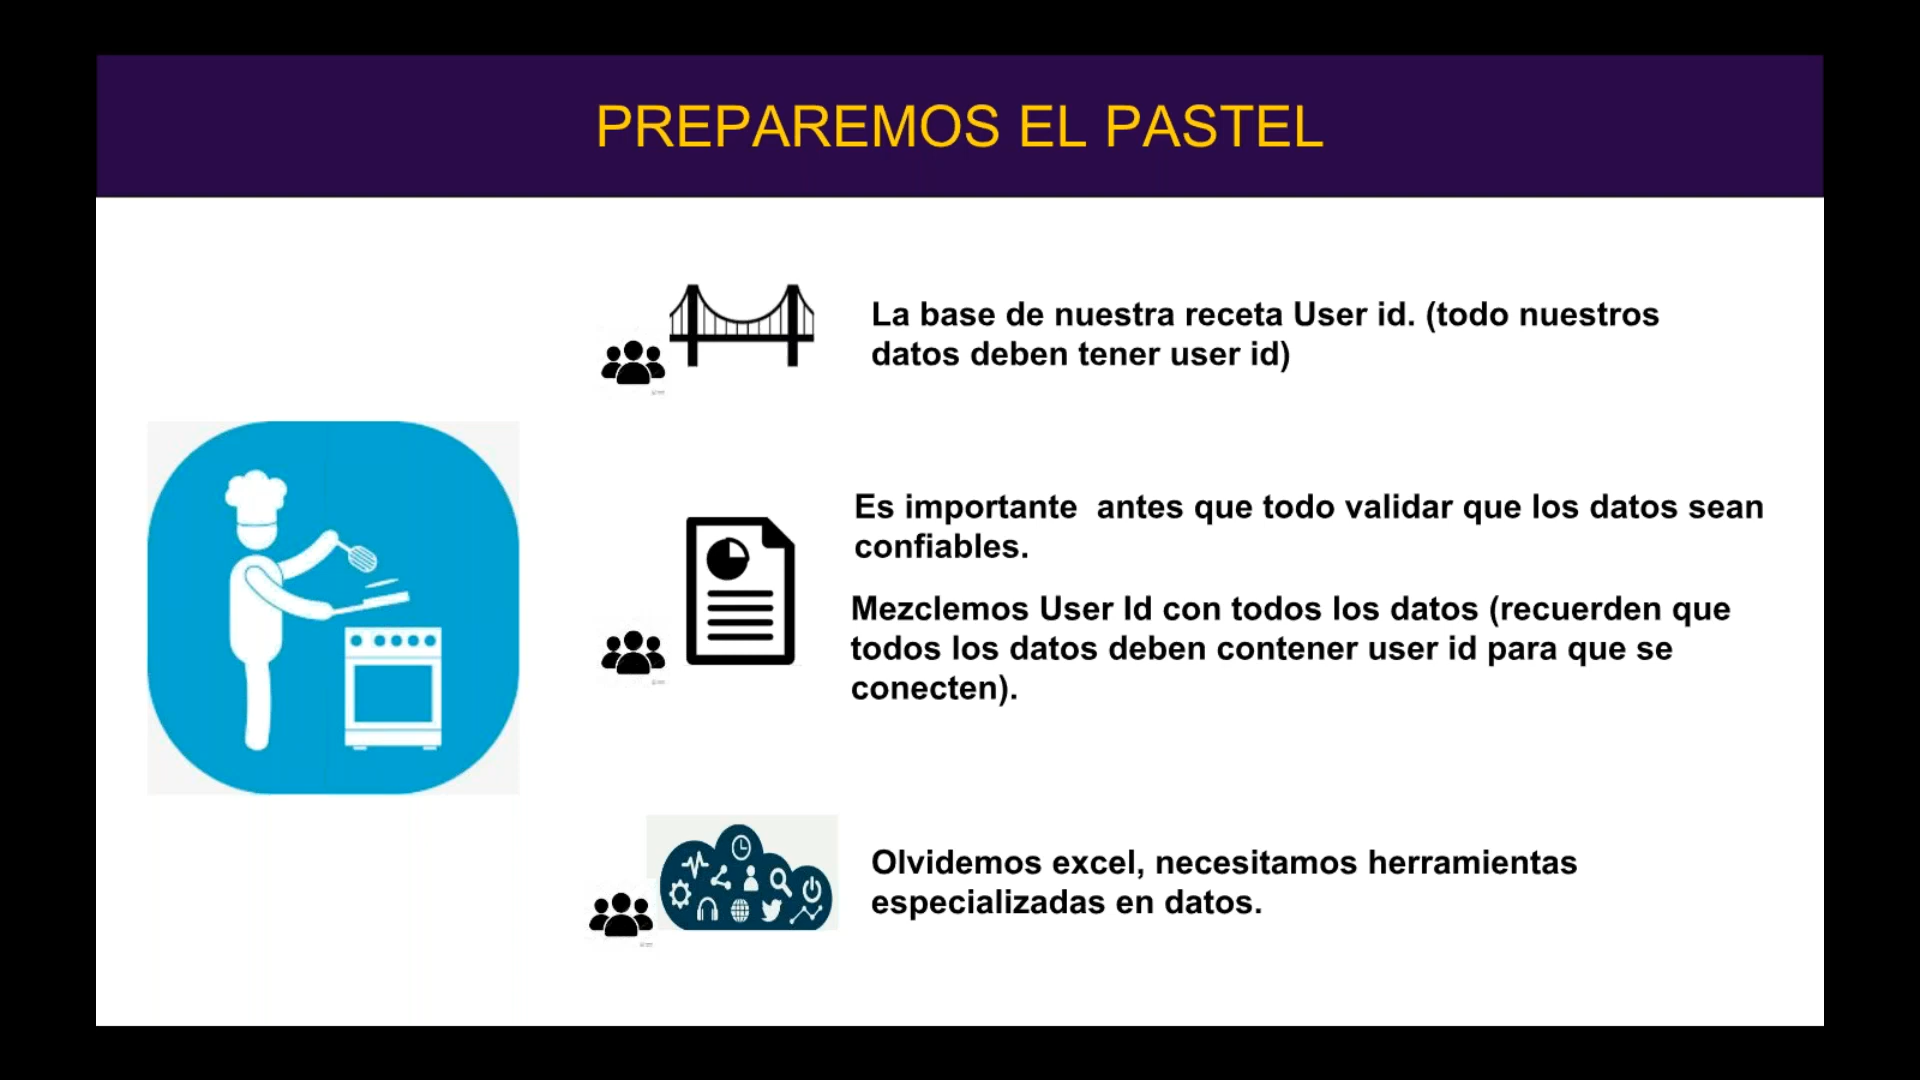 PREPAREMOS EL PASTEL
La base de nuestra receta User id. (todo nuestros
datos deben tener user id)
Es importante  antes que todo validar que los datos sean
confiables.
Mezclemos User Id con todos los datos (recuerden que
todos los datos deben contener user id para que se
conecten).
Olvidemos excel, necesitamos herramientas
especializadas en datos.